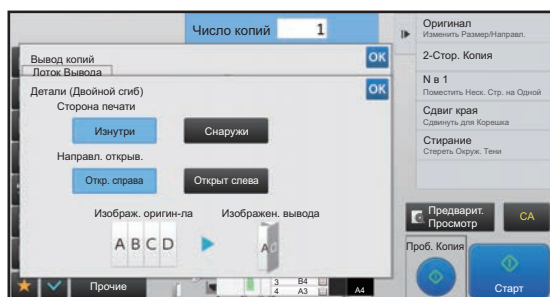 Число копий 1
Вывод копий
OK
Лоток Вывода
Детали (Двойной сгиб)
OK
Сторона печати
Изнутри
Снаружи
Направл. открыв.
Откр. справа
Открыт слева
Изображ. оригин-ла
Изображен. вывода
A B C D
A D
Прочие
3 B4
4 A3
A4
Оригинал
Изменить Размер/Направл.
2-Стор. Копия
N в 1
Поместить Неск. Стр. на Одной
Сдвиг края
Сдвинуть для Корешка
Стирание
Стереть Окруж. Тени
Предварит.
Просмотр
CA
Проб. Копия
Старт